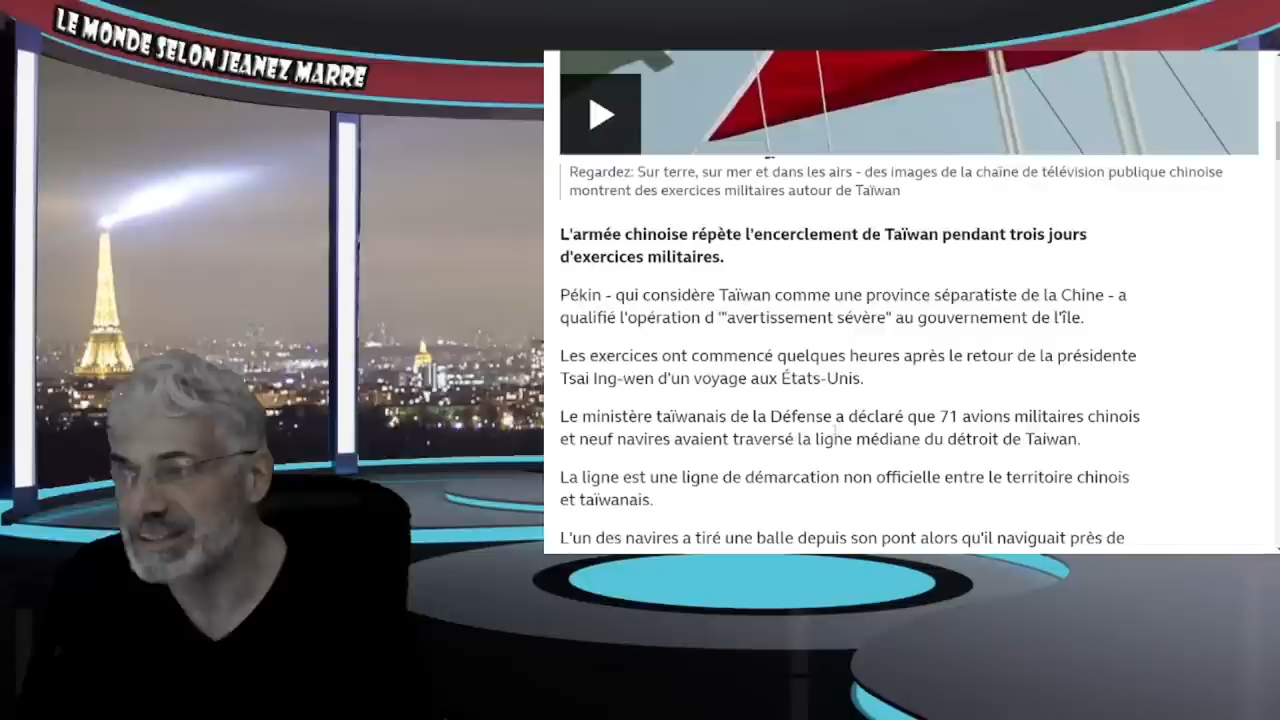 LE MONDE SELON JEANEZ MARRE
Regardez: Sur terre, sur mer et dans les airs - des images de la chaîne de télévision publique chinoise
montrent des exercices militaires autour de Taïwan
L'armée chinoise répète l'encerclement de Taïwan pendant trois jours
d'exercices militaires.
Pékin - qui considère Taïwan comme une province séparatiste de la Chine - a
qualifié l'opération d '"avertissement sévère" au gouvernement de l'île.
Les exercices ont commencé quelques heures après le retour de la présidente
Tsai Ing-wen d'un voyage aux États-Unis.
Le ministère taïwanais de la Défense a déclaré que 71 avions militaires chinois
et neuf navires avaient traversé la ligne médiane du détroit de Taiwan.
La ligne est une ligne de démarcation non officielle entre le territoire chinois
et taïwanais.
L'un des navires a tiré une balle depuis son pont alors qu'il naviguait près de